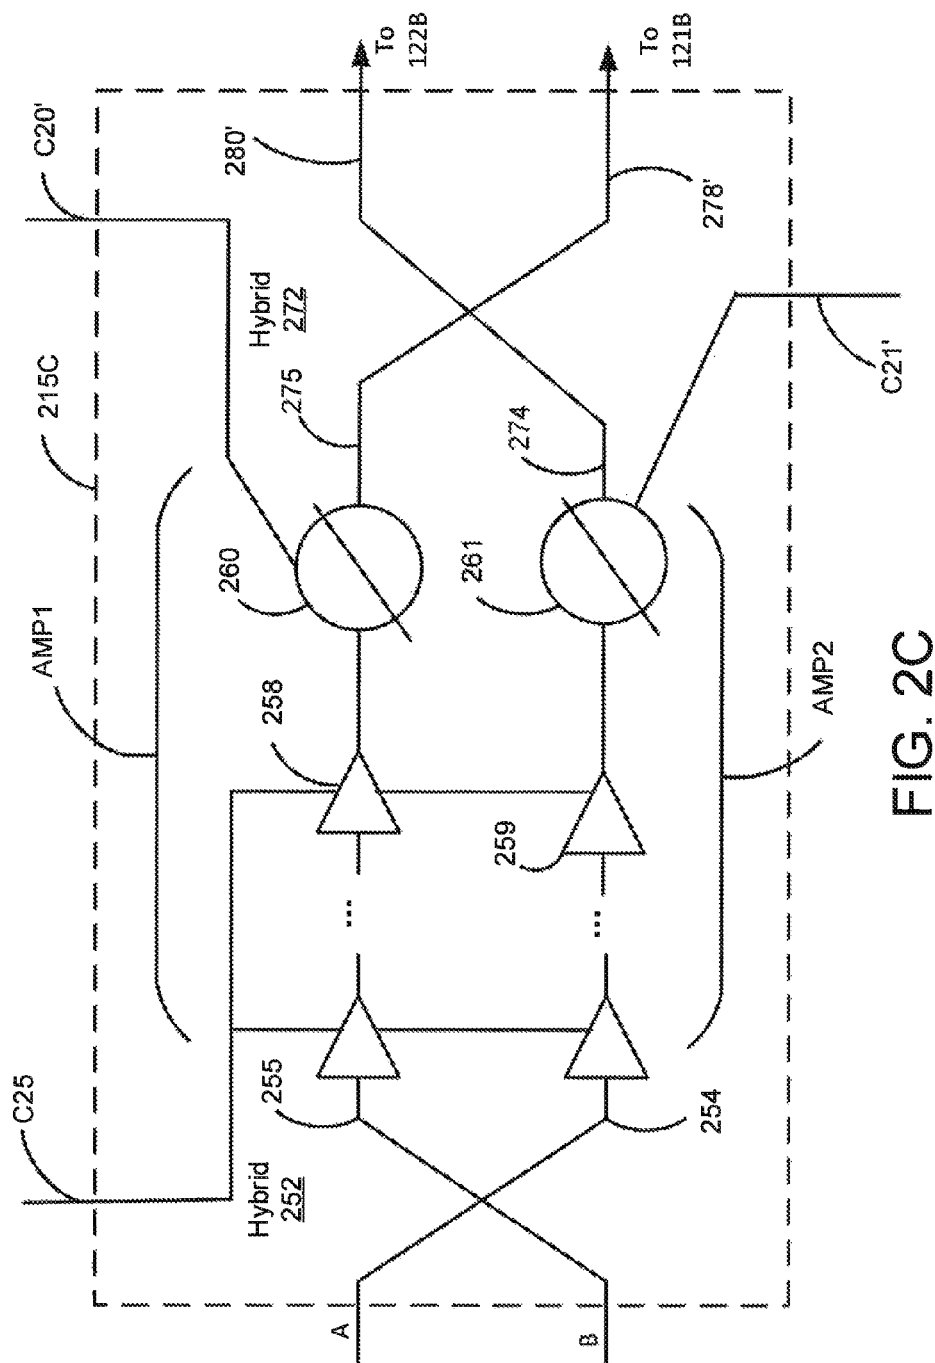 C25
AMP1
215C
C20'
Hybrid
252
255
258
260
275
Hybrid
272
280'
To
122B
A
B
...
...
254
259
261
274
278'
To
121B
AMP2
C21'
FIG. 2C